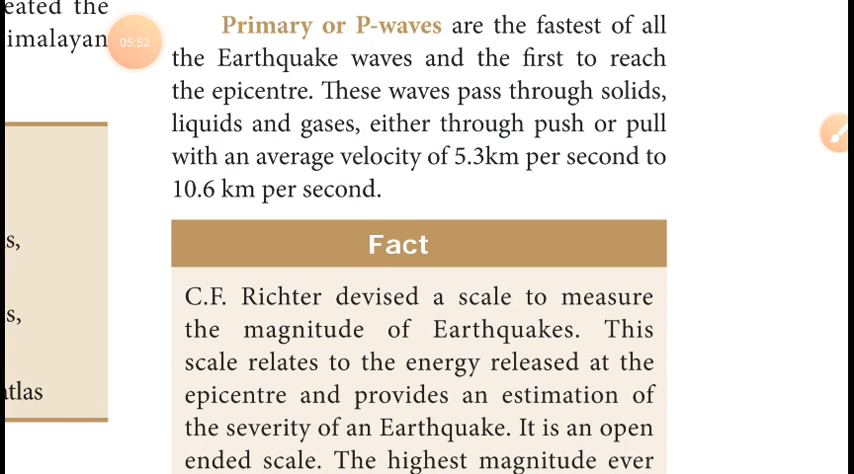 eated the
imalayan
05:52
s,
s,
atlas
Primary or P-waves are the fastest of all
the Earthquake waves and the first to reach
the epicentre. These waves pass through solids,
liquids and gases, either through push or pull
with an average velocity of 5.3km per second to
10.6 km per second.
Fact
C.F. Richter devised a scale to measure
the magnitude of Earthquakes. This
scale relates to the energy released at the
epicentre and provides an estimation of
the severity of an Earthquake. It is an open
ended scale. The highest magnitude ever